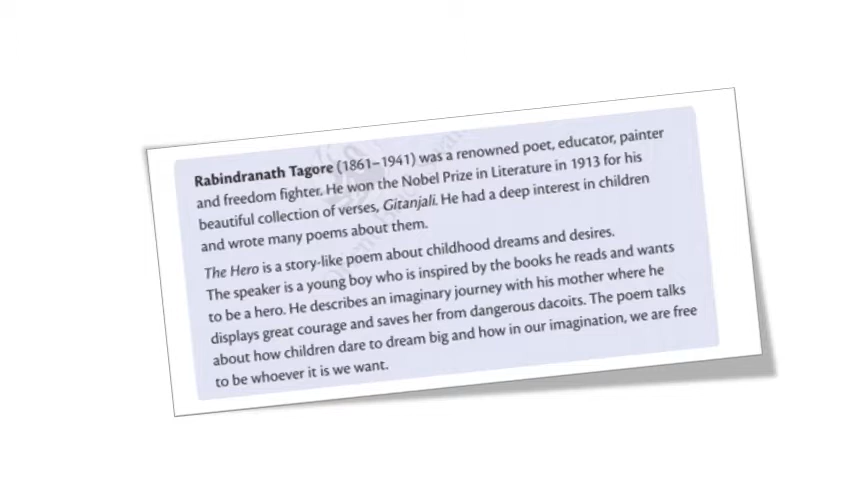 Rabindranath Tagore (1861–1941) was a renowned poet, educator, painter
and freedom fighter. He won the Nobel Prize in Literature in 1913 for his
beautiful collection of verses, Gitanjali. He had a deep interest in children
and wrote many poems about them.
The Hero is a story-like poem about childhood dreams and desires.
The speaker is a young boy who is inspired by the books he reads and wants
to be a hero. He describes an imaginary journey with his mother where he
displays great courage and saves her from dangerous dacoits. The poem talks
about how children dare to dream big and how in our imagination, we are free
to be whoever it is we want.